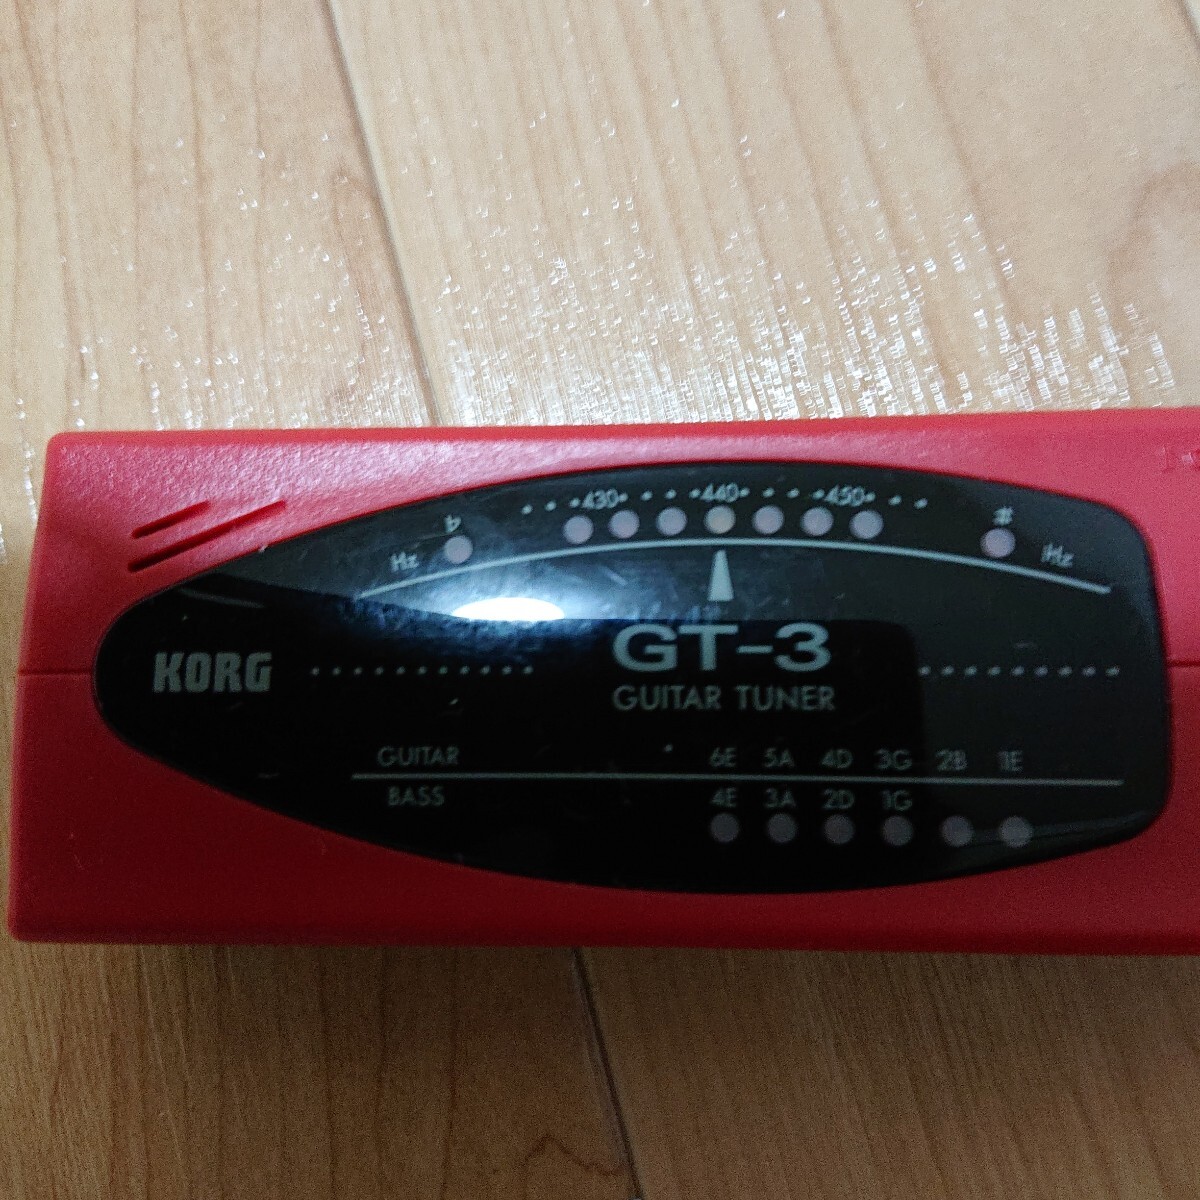 430 440 450
♭ #
Hz Hz
GT-3
KORG
GUITAR TUNER
GUITAR 6E 5A 4D 3G 2B 1E
BASS 4E 3A 2D 1G